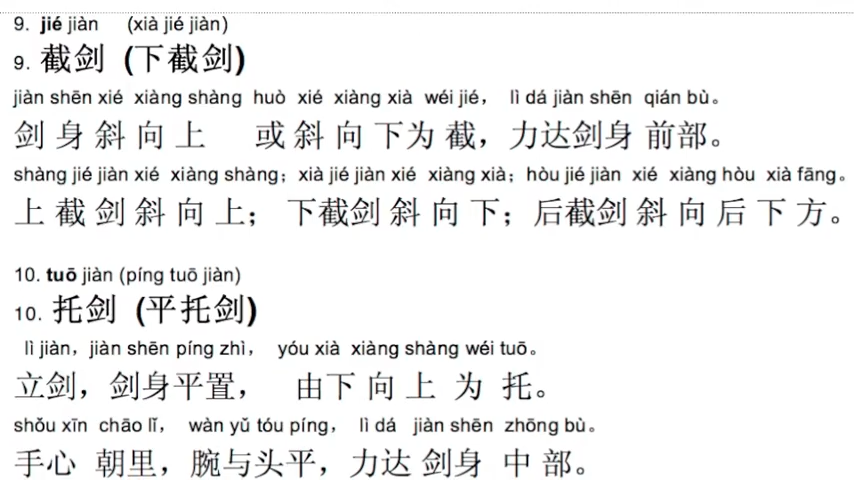 9. jié jiàn (xià jié jiàn)
9. 截剑 (下截剑)
jiàn shēn xié xiàng shàng huò xié xiàng xià wéi jié， lì dá jiàn shēn qián bù。
剑 身 斜 向 上 或 斜 向 下为 截，力达剑身 前部。
shàng jié jiàn xié xiàng shàng；xià jié jiàn xié xiàng xià；hòu jié jiàn xié xiàng hòu xià fāng。
上 截 剑 斜 向 上； 下截剑 斜 向 下；后截剑 斜 向 后 下 方。
10. tuō jiàn (píng tuō jiàn)
10. 托剑 (平托剑)
lì jiàn，jiàn shēn píng zhì， yóu xià xiàng shàng wéi tuō。
立剑，剑身平置， 由下 向 上 为 托。
shǒu xīn chāo lǐ， wàn yǔ tóu píng， lì dá jiàn shēn zhōng bù。
手心 朝里，腕与头平，力达 剑身 中 部。